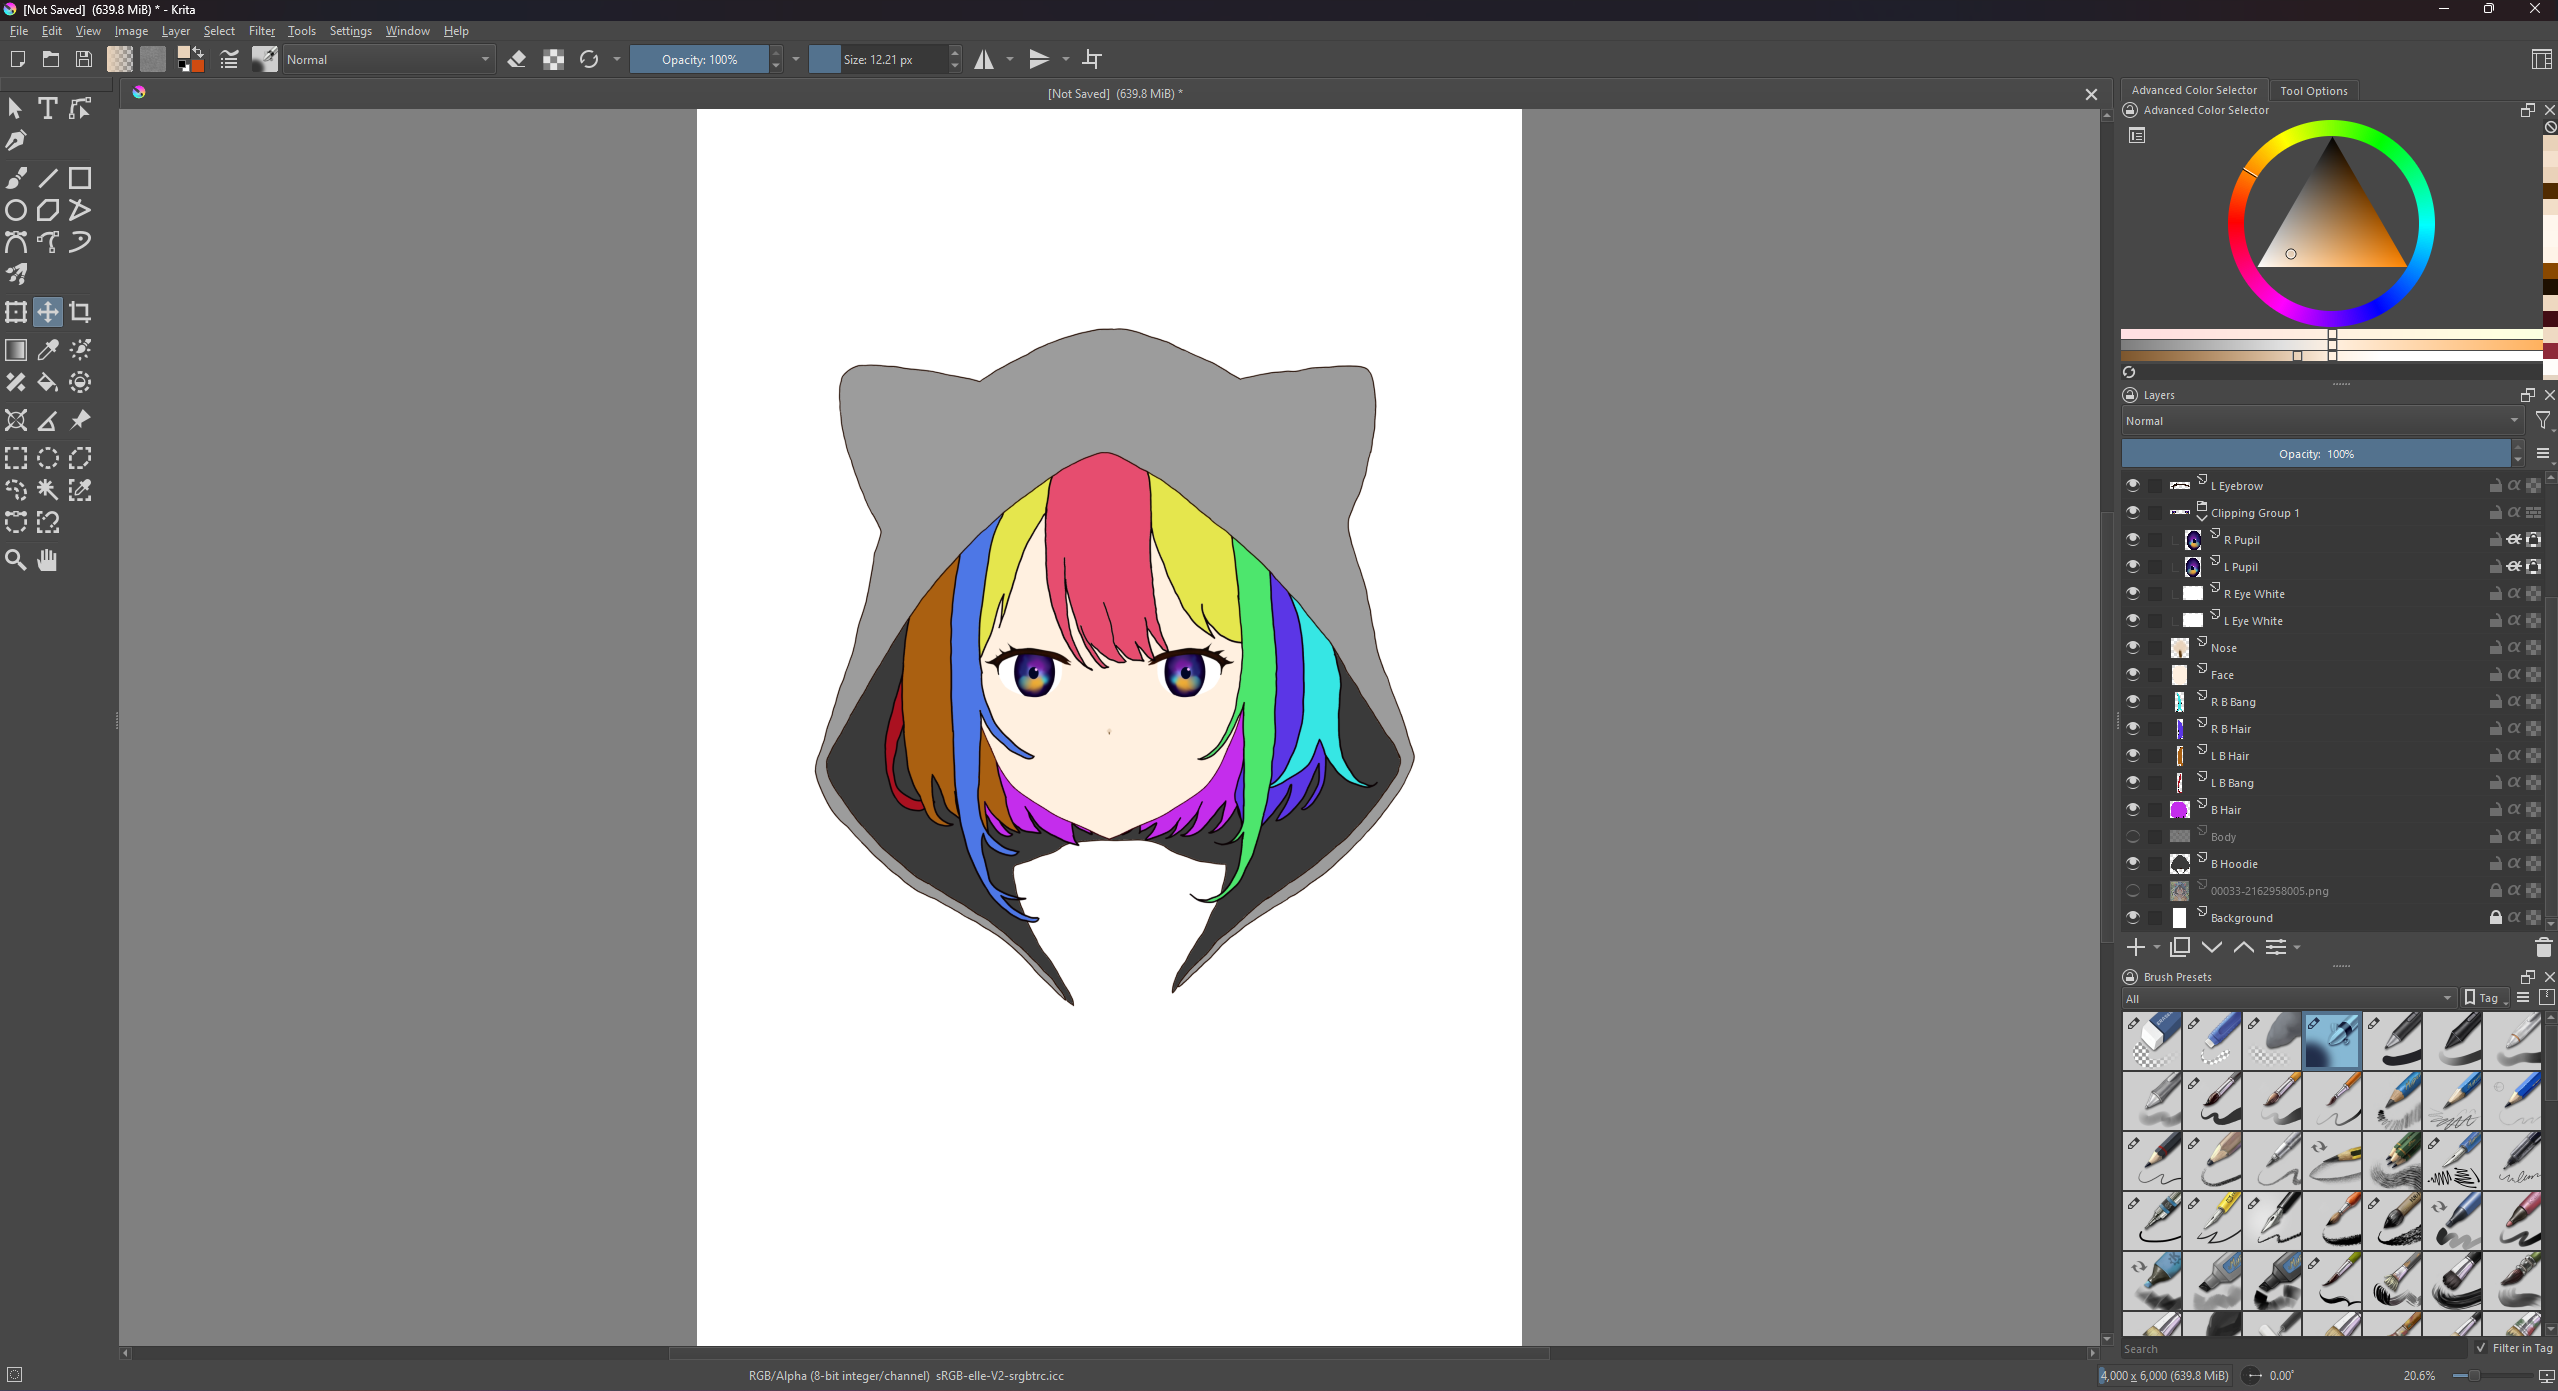 [Not Saved] (639.8 MiB) * - Krita
File Edit View Image Layer Select Filter Tools Settings Window Help
Normal
Opacity: 100%
Size: 12.21 px
[Not Saved] (639.8 MiB) *
Advanced Color Selector
Tool Options
Advanced Color Selector
Layers
Normal
Opacity: 100%
L Eyebrow
Clipping Group 1
R Pupil
L Pupil
R Eye White
L Eye White
Nose
Face
R B Bang
R B Hair
L B Hair
L B Bang
B Hair
Body
B Hoodie
00033-2162958005.png
Background
Brush Presets
All
Tag
Search
Filter in Tag
RGB/Alpha (8-bit integer/channel) sRGB-elle-V2-srgbtrc.icc
4,000 x 6,000 (639.8 MiB)
0.00°
20.6%